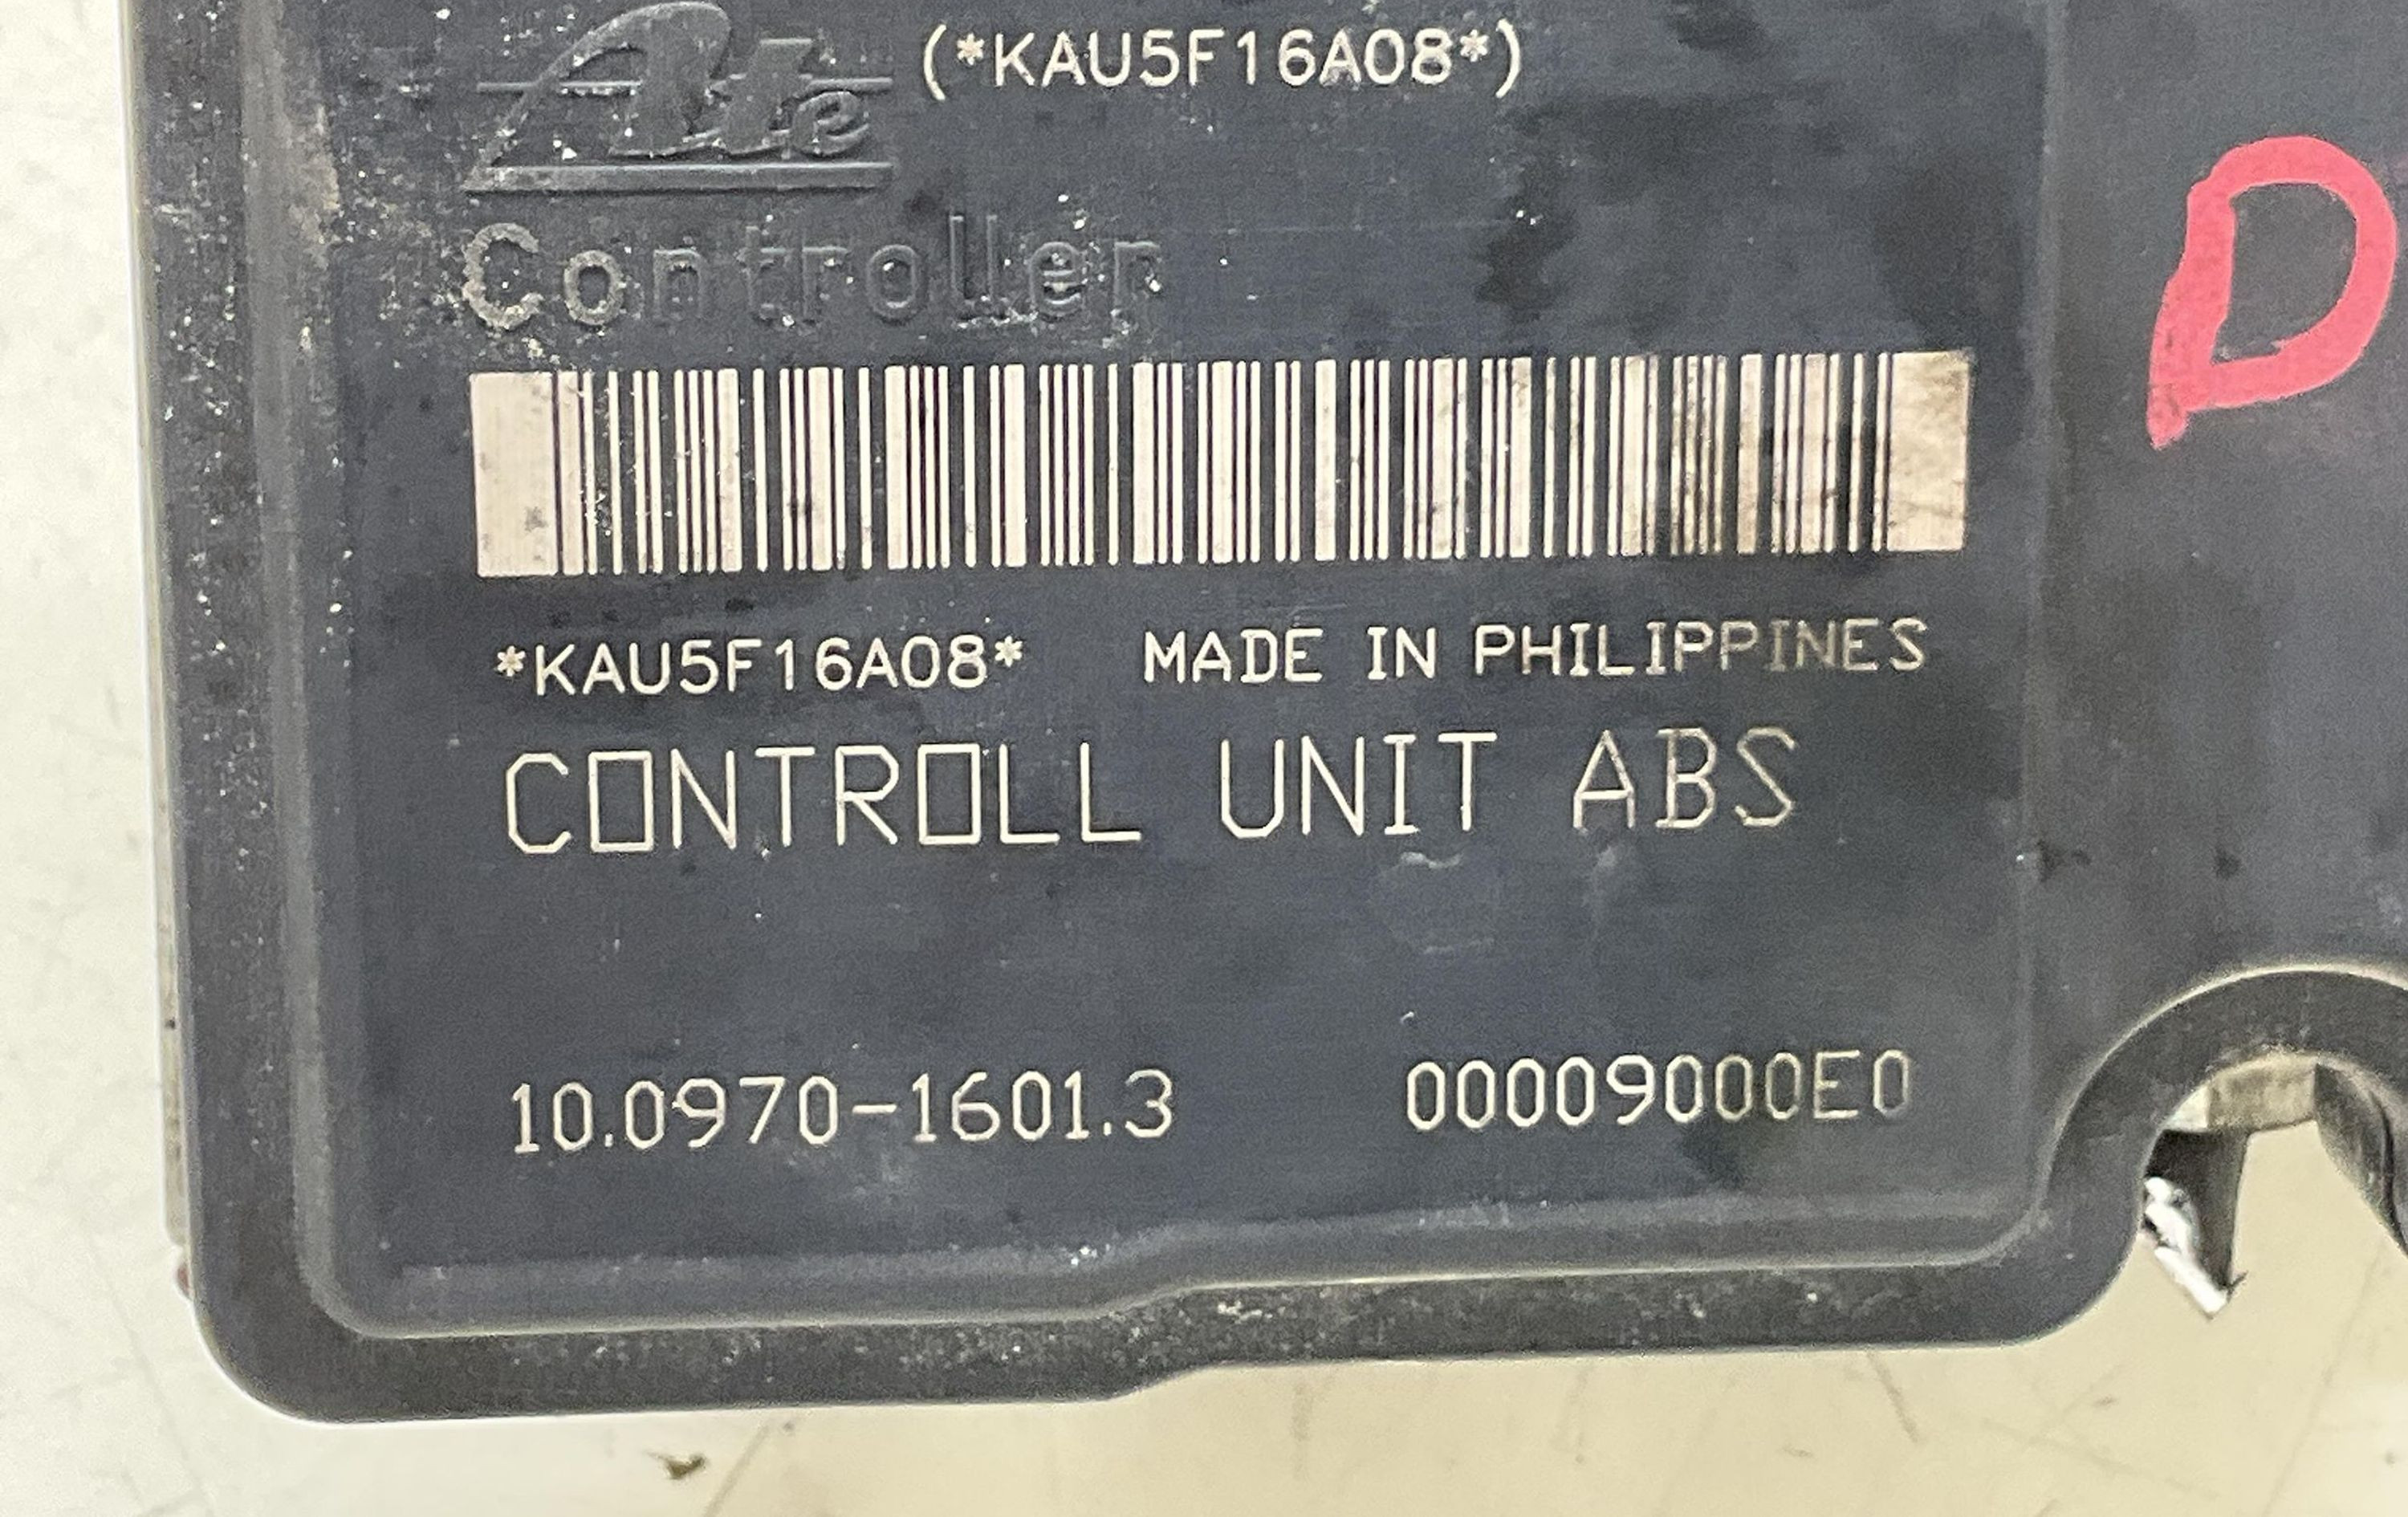 (*KAU5F16A08*)
Ate
Controller
D
*KAU5F16A08* MADE IN PHILIPPINES
CONTROLL UNIT ABS
10.0970-1601.3 00009000E0